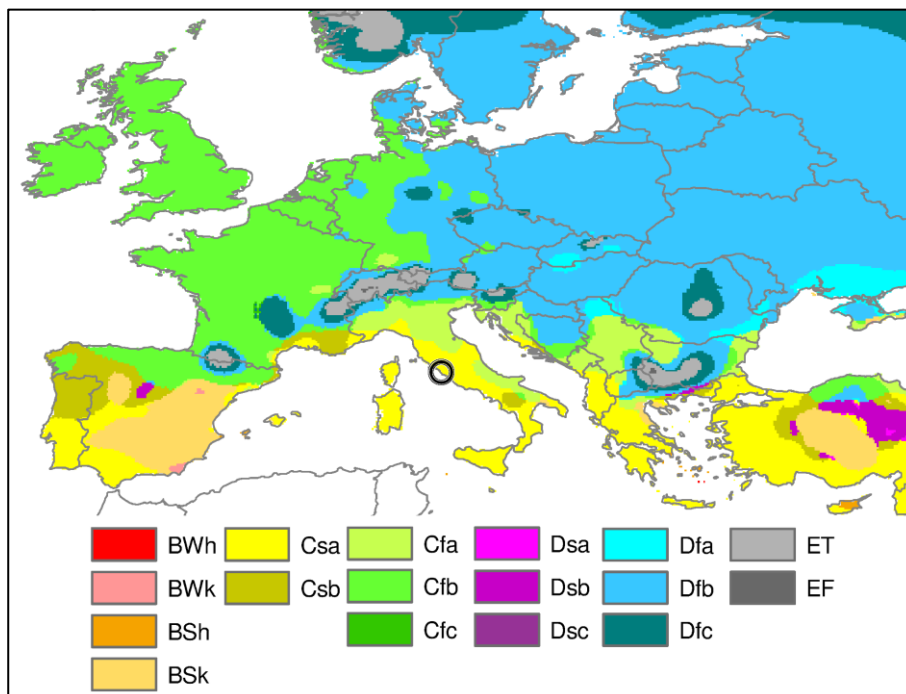 BWh Csa Cfa Dsa Dfa ET
BWk Csb Cfb Dsb Dfb EF
BSh Cfc Dsc Dfc
BSk